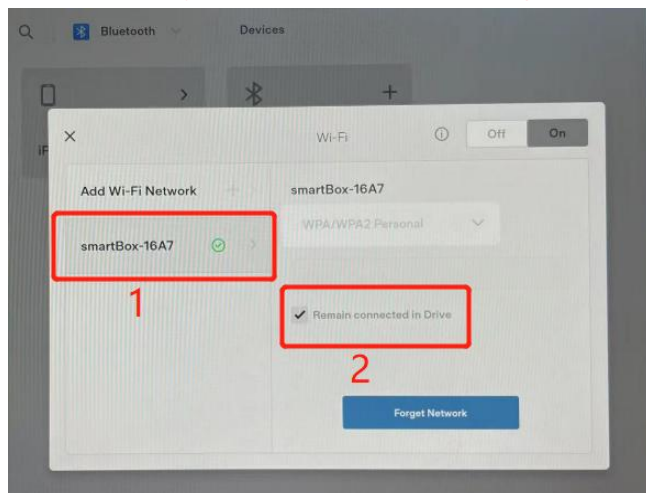 Bluetooth
Devices
iP
Wi-Fi
Off
On
Add Wi-Fi Network
smartBox-16A7
smartBox-16A7
WPA/WPA2 Personal
Remain connected in Drive
Forget Network
1
2